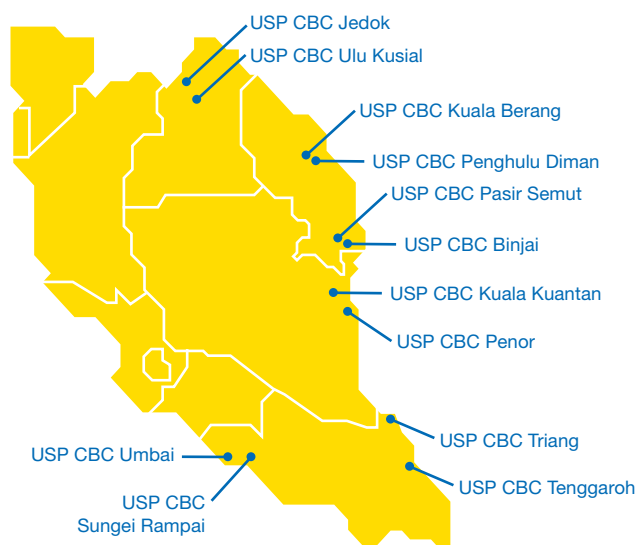 USP CBC Jedok
USP CBC Ulu Kusial
USP CBC Kuala Berang
USP CBC Penghulu Diman
USP CBC Pasir Semut
USP CBC Binjai
USP CBC Kuala Kuantan
USP CBC Penor
USP CBC Triang
USP CBC Umbai
USP CBC Tenggaroh
USP CBC
Sungei Rampai